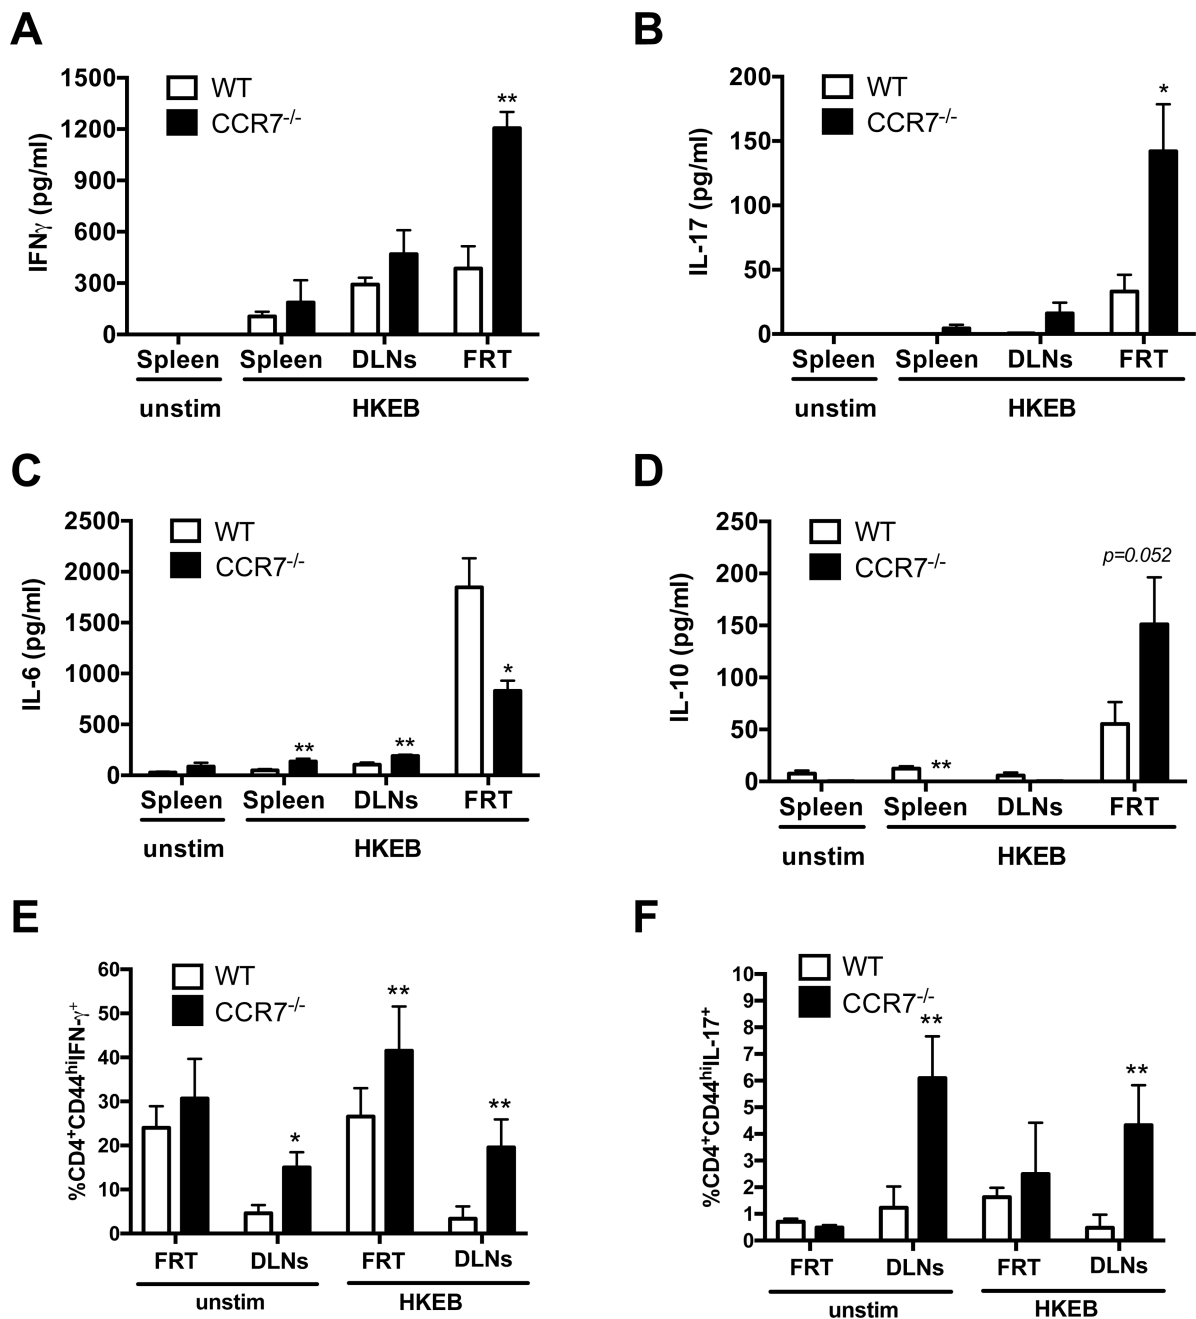 A
IFNγ (pg/ml)
1500
1200
900
600
300
0
WT
CCR7-/-
**
Spleen Spleen DLNs FRT
unstim HKEB
B
IL-17 (pg/ml)
200
150
100
50
0
WT
CCR7-/-
*
Spleen Spleen DLNs FRT
unstim HKEB
C
IL-6 (pg/ml)
2500
2000
1500
1000
500
0
WT
CCR7-/-
** ** *
Spleen Spleen DLNs FRT
unstim HKEB
D
IL-10 (pg/ml)
250
200
150
100
50
0
WT
CCR7-/-
p=0.052
**
Spleen Spleen DLNs FRT
unstim HKEB
E
%CD4+CD44hiIFN-γ+
60
50
40
30
20
10
0
WT
CCR7-/-
* ** **
FRT DLNs FRT DLNs
unstim HKEB
F
%CD4+CD44hiIL-17+
10
9
8
7
6
5
4
3
2
1
0
WT
CCR7-/-
** **
FRT DLNs FRT DLNs
unstim HKEB